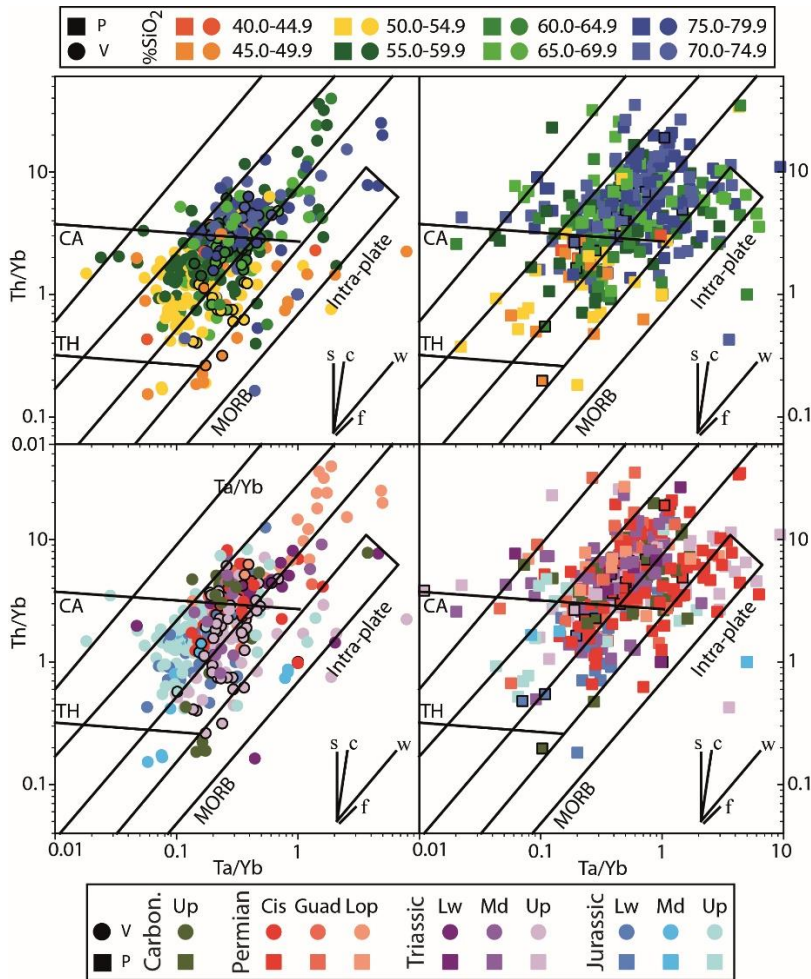 P 40.0-44.9 50.0-54.9 60.0-64.9 75.0-79.9
V 45.0-49.9 55.0-59.9 65.0-69.9 70.0-74.9
%SiO2
10 10
CA CA
Th/Yb
1 1
Intra-plate Intra-plate
TH TH
s c w s c w
f f
0.1 MORB MORB 0.1
0.01
Ta/Yb
10 10
CA CA
Th/Yb
1 1
Intra-plate Intra-plate
TH TH
s c w s c w
f f
0.1 MORB MORB 0.1
0.01 0.1 1 0.1 1 10
Ta/Yb Ta/Yb
Carbon. Up Permian Cis Guad Lop Triassic Lw Md Up Jurassic Lw Md Up
V
P